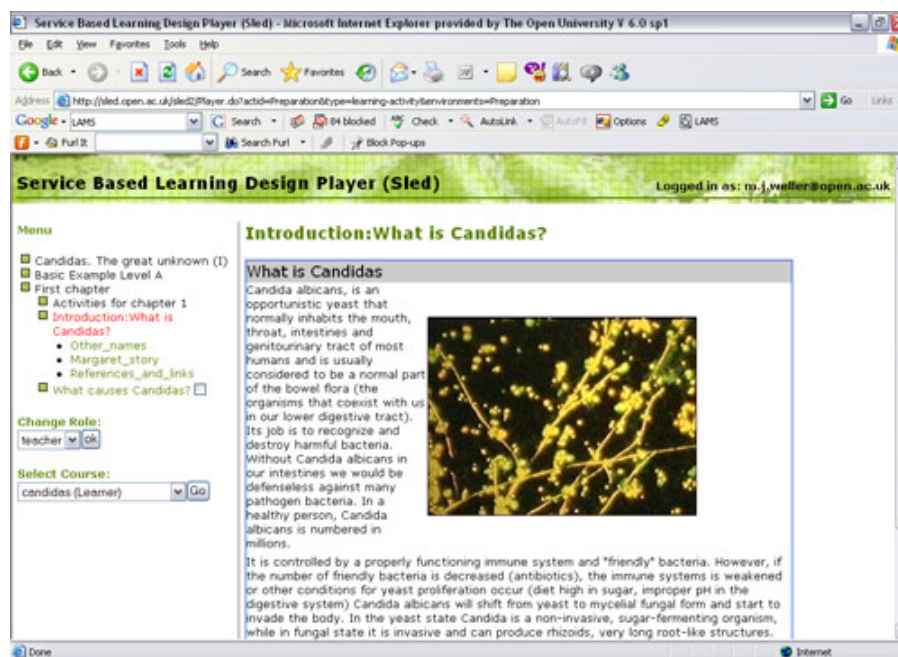 Service Based Learning Design Player (Sled) - Microsoft Internet Explorer provided by The Open University V 6.0 sp1
File Edit View Favorites Tools Help
Back Search Favorites
Address http://sled.open.ac.uk/sled2/Player.do?actid=Preparation&type=learning-activity&environments=Preparation Go Links
Google LAMS Search 84 blocked Check AutoLink AutoFill Options LAMS
Furl It Search Furl Block Pop-ups
Service Based Learning Design Player (Sled)
Logged in as: m.j.weller@open.ac.uk
Menu
Candidas. The great unknown (I)
Basic Example Level A
First chapter
Activities for chapter 1
Introduction:What is
Candidas?
Other_names
Margaret_story
References_and_links
What causes Candidas?
Change Role:
teacher ok
Select Course:
candidas (Learner) Go
Introduction:What is Candidas?
What is Candidas
Candida albicans, is an
opportunistic yeast that
normally inhabits the mouth,
throat, intestines and
genitourinary tract of most
humans and is usually
considered to be a normal part
of the bowel flora (the
organisms that coexist with us
in our lower digestive tract).
Its job is to recognize and
destroy harmful bacteria.
Without Candida albicans in
our intestines we would be
defenseless against many
pathogen bacteria. In a
healthy person, Candida
albicans is numbered in
millions.
It is controlled by a properly functioning immune system and "friendly" bacteria. However, if
the number of friendly bacteria is decreased (antibiotics), the immune systems is weakened
or other conditions for yeast proliferation occur (diet high in sugar, improper pH in the
digestive system) Candida albicans will shift from yeast to mycelial fungal form and start to
invade the body. In the yeast state Candida is a non-invasive, sugar-fermenting organism,
while in fungal state it is invasive and can produce rhizoids, very long root-like structures.
Done
Internet